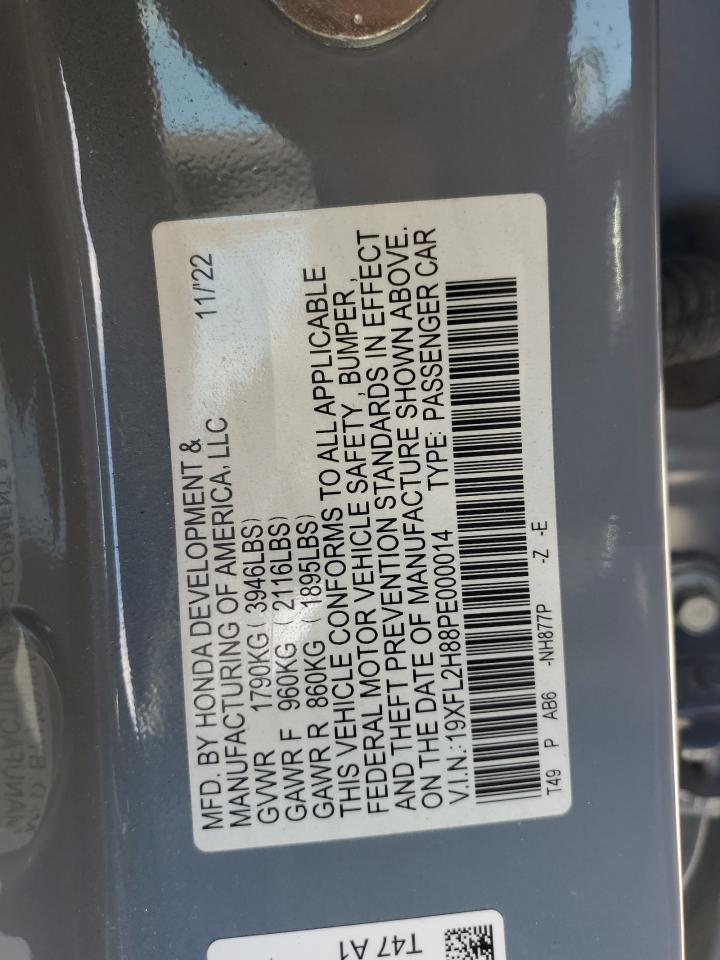 MFD. BY HONDA DEVELOPMENT &
MANUFACTURING OF AMERICA, LLC 11/'22
GVWR 1790KG ( 3946LBS)
GAWR F 960KG ( 2116LBS)
GAWR R 860KG ( 1895LBS)
THIS VEHICLE CONFORMS TO ALL APPLICABLE
FEDERAL MOTOR VEHICLE SAFETY , BUMPER ,
AND THEFT PREVENTION STANDARDS IN EFFECT
ON THE DATE OF MANUFACTURE SHOWN ABOVE.
V.I.N.:19XFL2H88PE000014 TYPE: PASSENGER CAR
T49 P AB6 -NH877P -Z -E
T47 A1